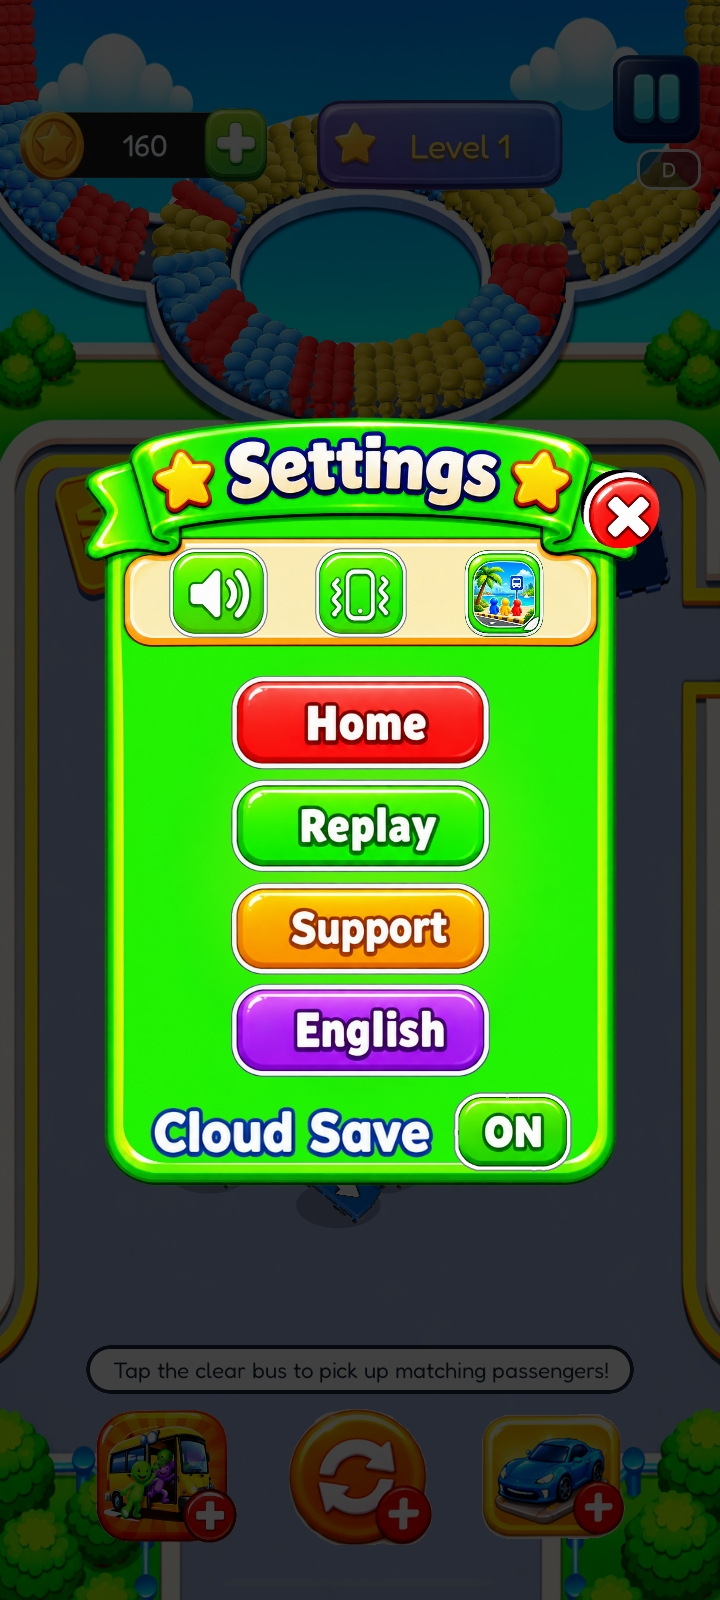 160
Level 1
D
Settings
Home
Replay
Support
English
Cloud Save ON
Tap the clear bus to pick up matching passengers!